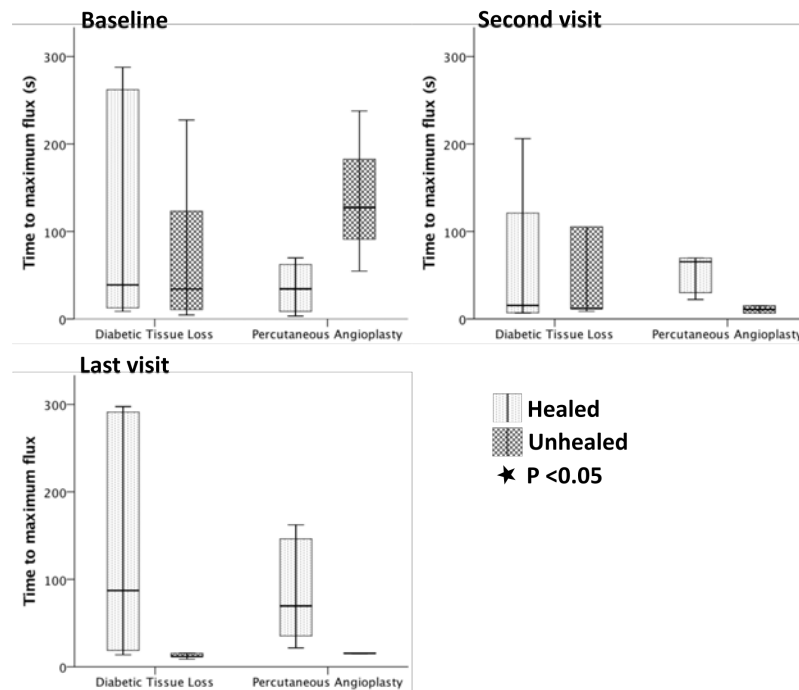 Baseline
Time to maximum flux (s)
300
200
100
0
Diabetic Tissue Loss
Percutaneous Angioplasty
Second visit
Time to maximum flux (s)
300
200
100
0
Diabetic Tissue Loss
Percutaneous Angioplasty
Last visit
Time to maximum flux (s)
300
200
100
0
Diabetic Tissue Loss
Percutaneous Angioplasty
Healed
Unhealed
★ P <0.05